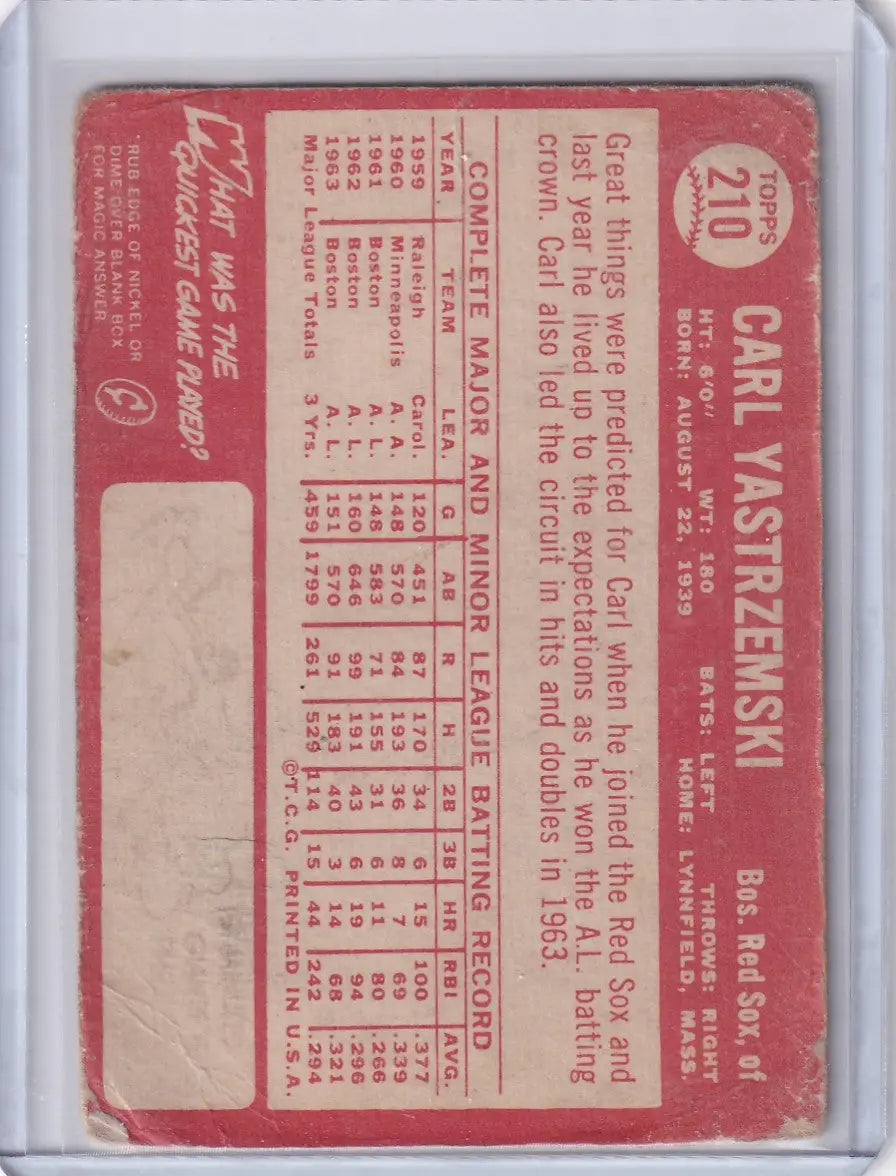 TOPPS
210
CARL YASTRZEMSKI
Bos. Red Sox, of
HT: 6'0" WT: 180 BATS: LEFT THROWS: RIGHT
BORN: AUGUST 22, 1939 HOME: LYNNFIELD, MASS.
Great things were predicted for Carl when he joined the Red Sox and
last year he lived up to the expectations as he won the A.L. batting
crown. Carl also led the circuit in hits and doubles in 1963.
COMPLETE MAJOR AND MINOR LEAGUE BATTING RECORD
YEAR TEAM LEA. G AB R H 2B 3B HR RBI AVG.
1959 Raleigh Carol. 120 451 87 170 34 6 15 100 .377
1960 Minneapolis A. A. 148 570 84 193 36 8 7 69 .339
1961 Boston A. L. 148 583 71 155 31 6 11 80 .266
1962 Boston A. L. 160 646 99 191 43 6 19 94 .296
1963 Boston A. L. 151 570 91 183 40 3 14 68 .321
Major League Totals 3 Yrs. 459 1799 261 529 114 15 44 242 .294
©T.C.G. PRINTED IN U.S.A.
WHAT WAS THE
QUICKEST GAME PLAYED?
RUB EDGE OF NICKEL OR
DIME OVER BLANK BOX
FOR MAGIC ANSWER